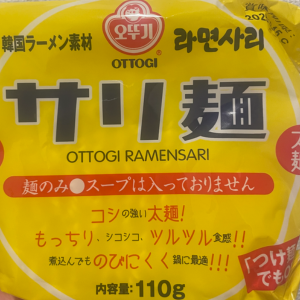 韓国ラーメン素材
오뚜기
OTTOGI
라면사리
サリ麺
OTTOGI RAMENSARI
麺のみ●スープは入っておりません
コシの強い太麺!
もっちり、シコシコ、ツルツル食感!!
煮込んでものびにくく鍋に最適!!!
「つけ
でも
内容量:110g